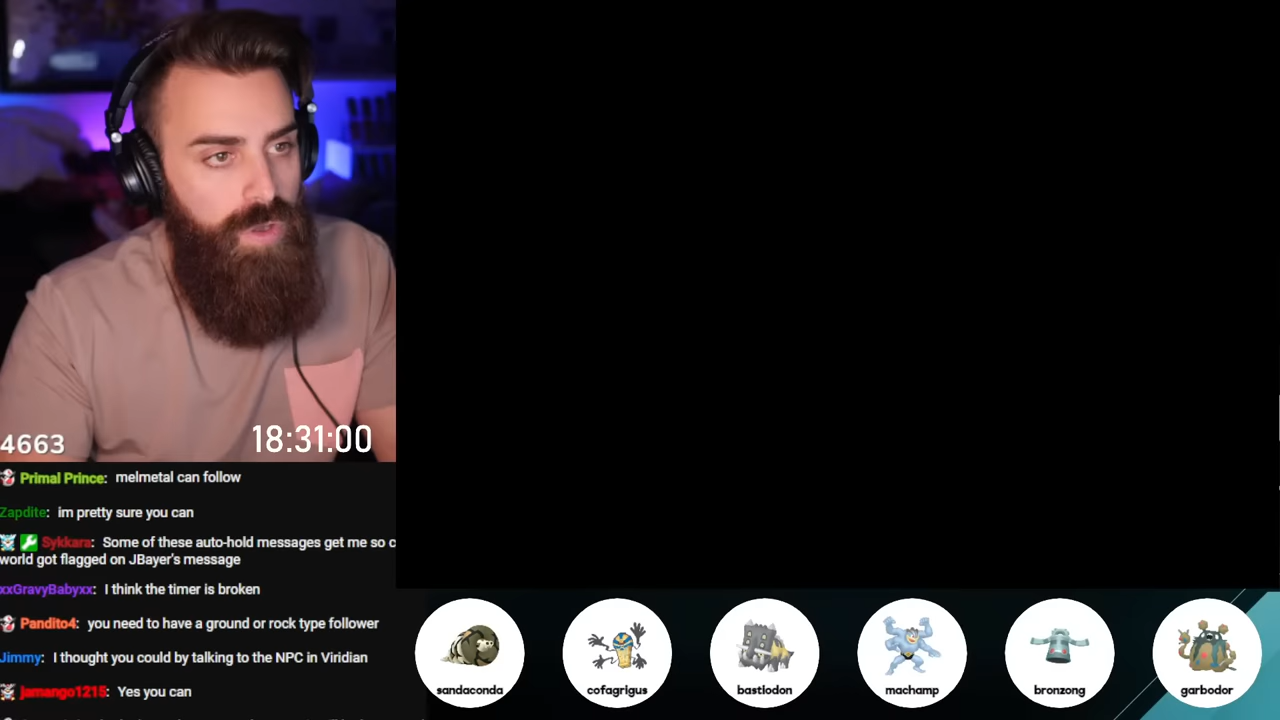 4663
18:31:00
Primal Prince: melmetal can follow
Zapdite: im pretty sure you can
Sykkara: Some of these auto-hold messages get me so c
world got flagged on JBayer's message
xxGravyBabyxx: I think the timer is broken
Pandito4: you need to have a ground or rock type follower
Jimmy: I thought you could by talking to the NPC in Viridian
jamango1215: Yes you can
sandaconda
cofagrigus
bastiodon
machamp
bronzong
garbodor